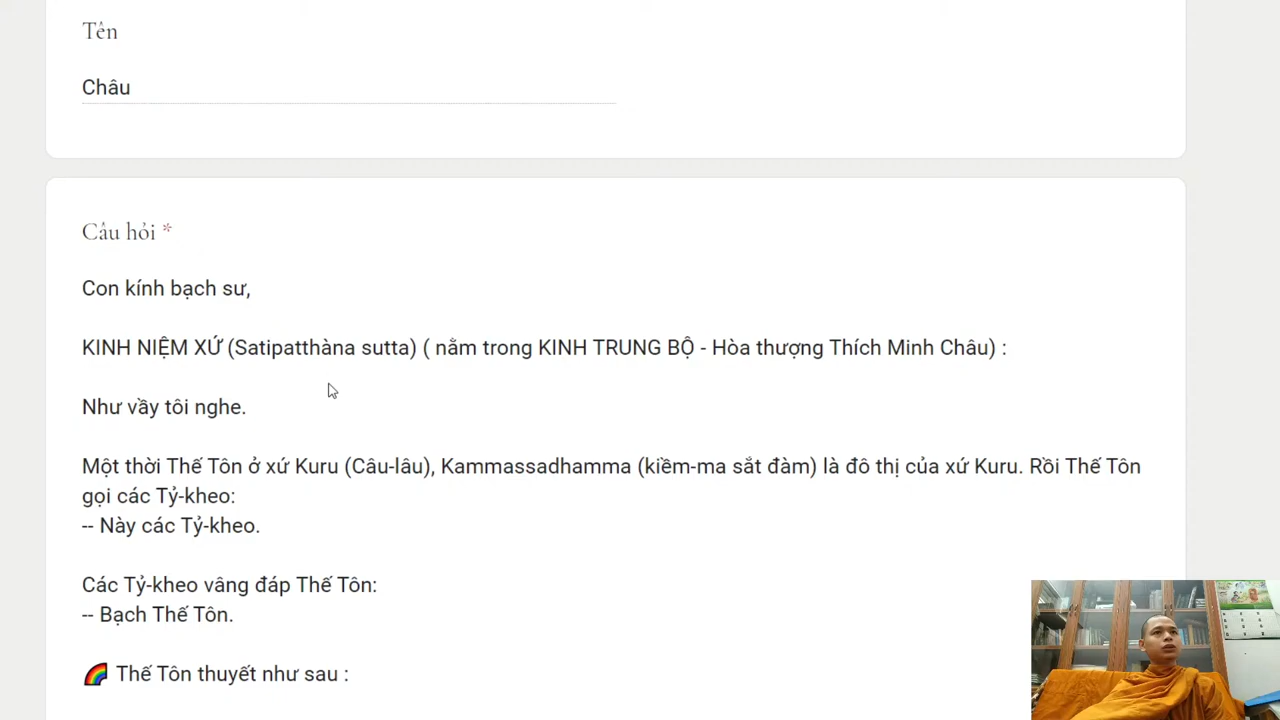 Tên
Châu
Câu hỏi *
Con kính bạch sư,
KINH NIỆM XỨ (Satipatthàna sutta) ( nằm trong KINH TRUNG BỘ - Hòa thượng Thích Minh Châu) :
Như vầy tôi nghe.
Một thời Thế Tôn ở xứ Kuru (Câu-lâu), Kammassadhamma (kiềm-ma sắt đàm) là đô thị của xứ Kuru. Rồi Thế Tôn
gọi các Tỷ-kheo:
-- Này các Tỷ-kheo.
Các Tỷ-kheo vâng đáp Thế Tôn:
-- Bạch Thế Tôn.
🌈 Thế Tôn thuyết như sau :